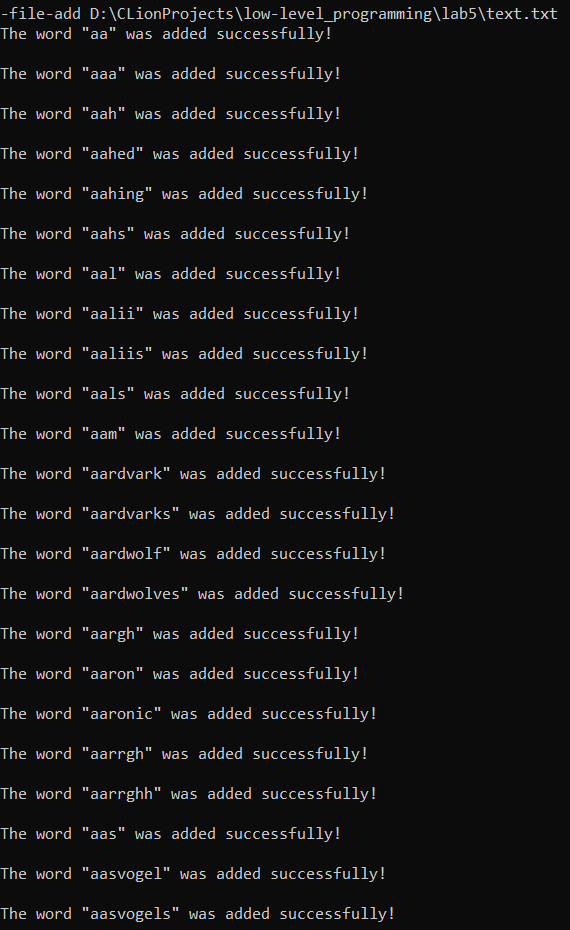 -file-add D:\CLionProjects\low-level_programming\lab5\text.txt
The word "aa" was added successfully!
The word "aaa" was added successfully!
The word "aah" was added successfully!
The word "aahed" was added successfully!
The word "aahing" was added successfully!
The word "aahs" was added successfully!
The word "aal" was added successfully!
The word "aalii" was added successfully!
The word "aaliis" was added successfully!
The word "aals" was added successfully!
The word "aam" was added successfully!
The word "aardvark" was added successfully!
The word "aardvarks" was added successfully!
The word "aardwolf" was added successfully!
The word "aardwolves" was added successfully!
The word "aargh" was added successfully!
The word "aaron" was added successfully!
The word "aaronic" was added successfully!
The word "aarrgh" was added successfully!
The word "aarrghh" was added successfully!
The word "aas" was added successfully!
The word "aasvogel" was added successfully!
The word "aasvogels" was added successfully!